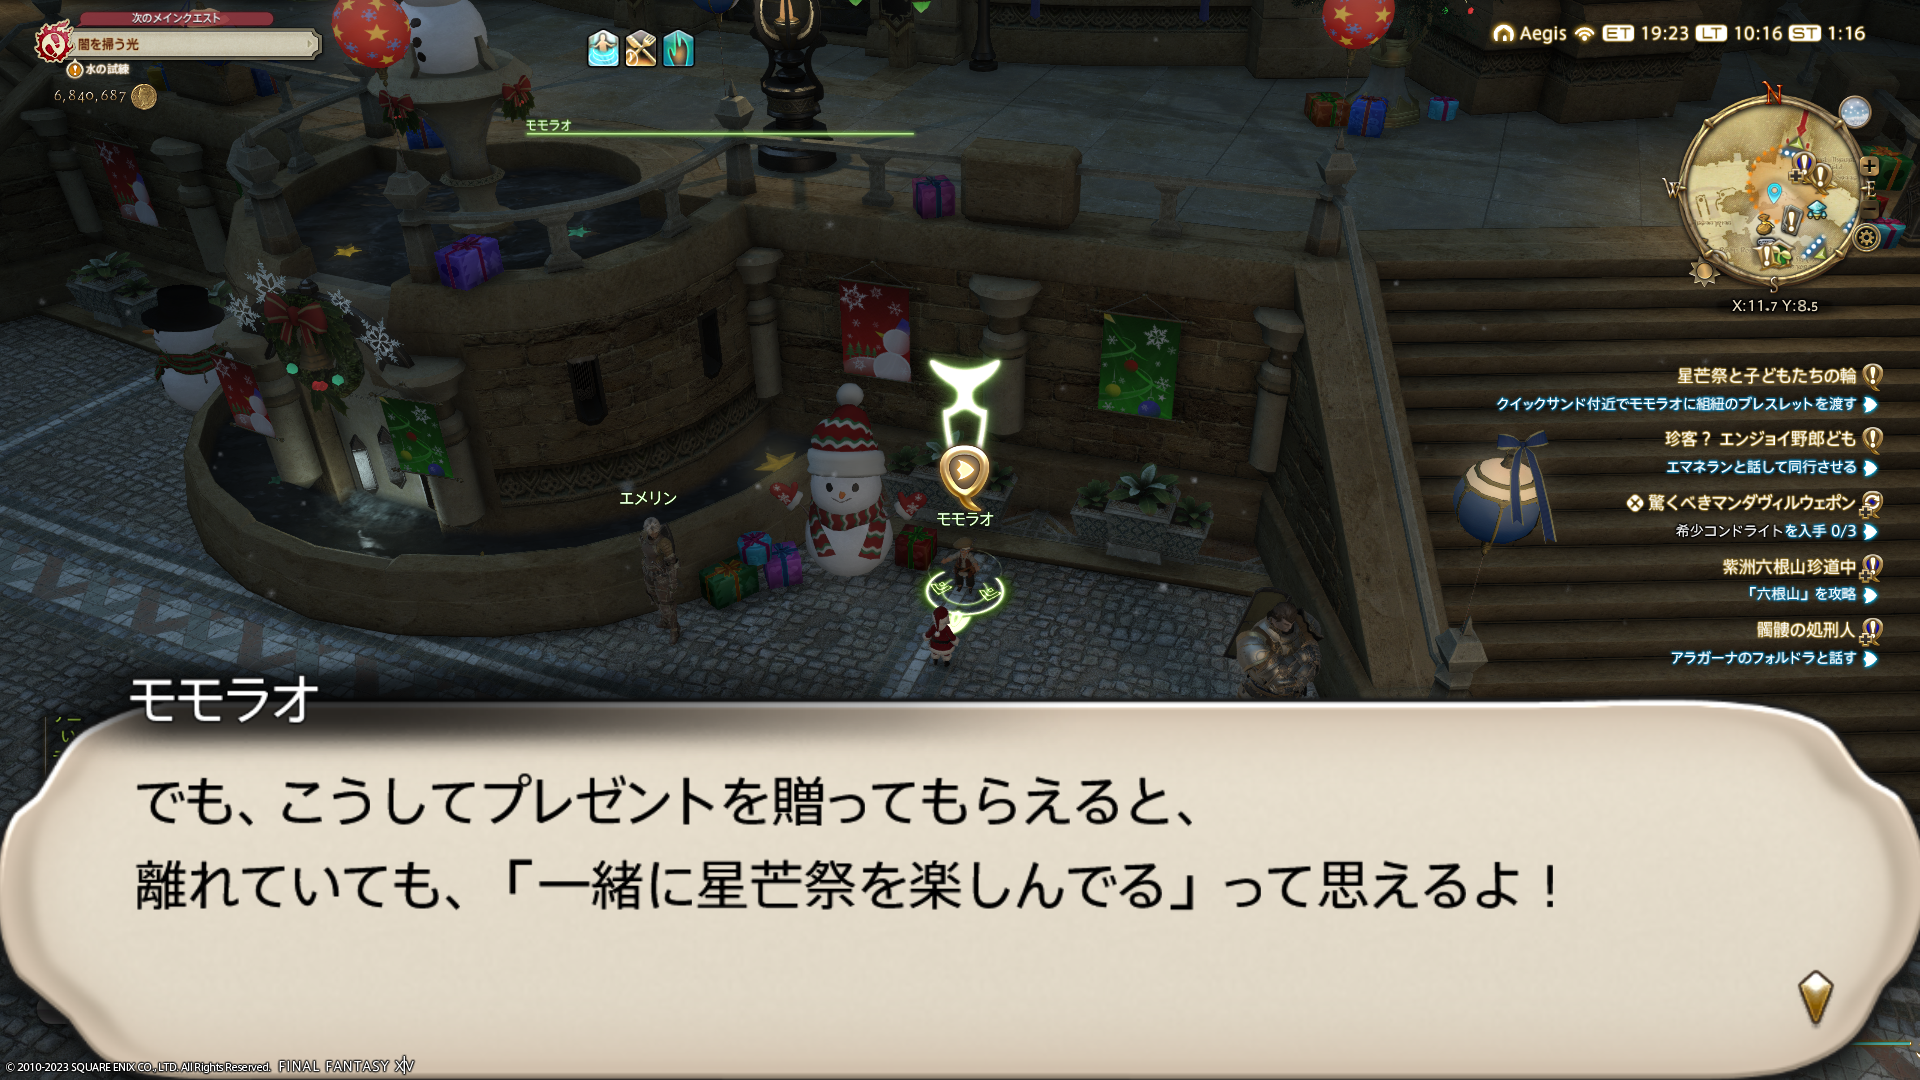 次のメインクエスト
闇を掃う光
水の試練
6,840,687
モモラオ
Aegis ET 19:23 LT 10:16 ST 1:16
N
W
E
S
X:11.7 Y:8.5
星芒祭と子どもたちの輪
クイックサンド付近でモモラオに組紐のブレスレットを渡す
珍客？ エンジョイ野郎ども
エマネランと話して同行させる
驚くべきマンダヴィルウェポン
希少コンドライトを入手 0/3
紫洲六根山珍道中
「六根山」を攻略
髑髏の処刑人
アラガーナのフォルドラと話す
エメリン
モモラオ
モモラオ
でも、こうしてプレゼントを贈ってもらえると、
離れていても、「一緒に星芒祭を楽しんでる」って思えるよ！
© 2010-2023 SQUARE ENIX CO., LTD. All Rights Reserved. FINAL FANTASY XIV